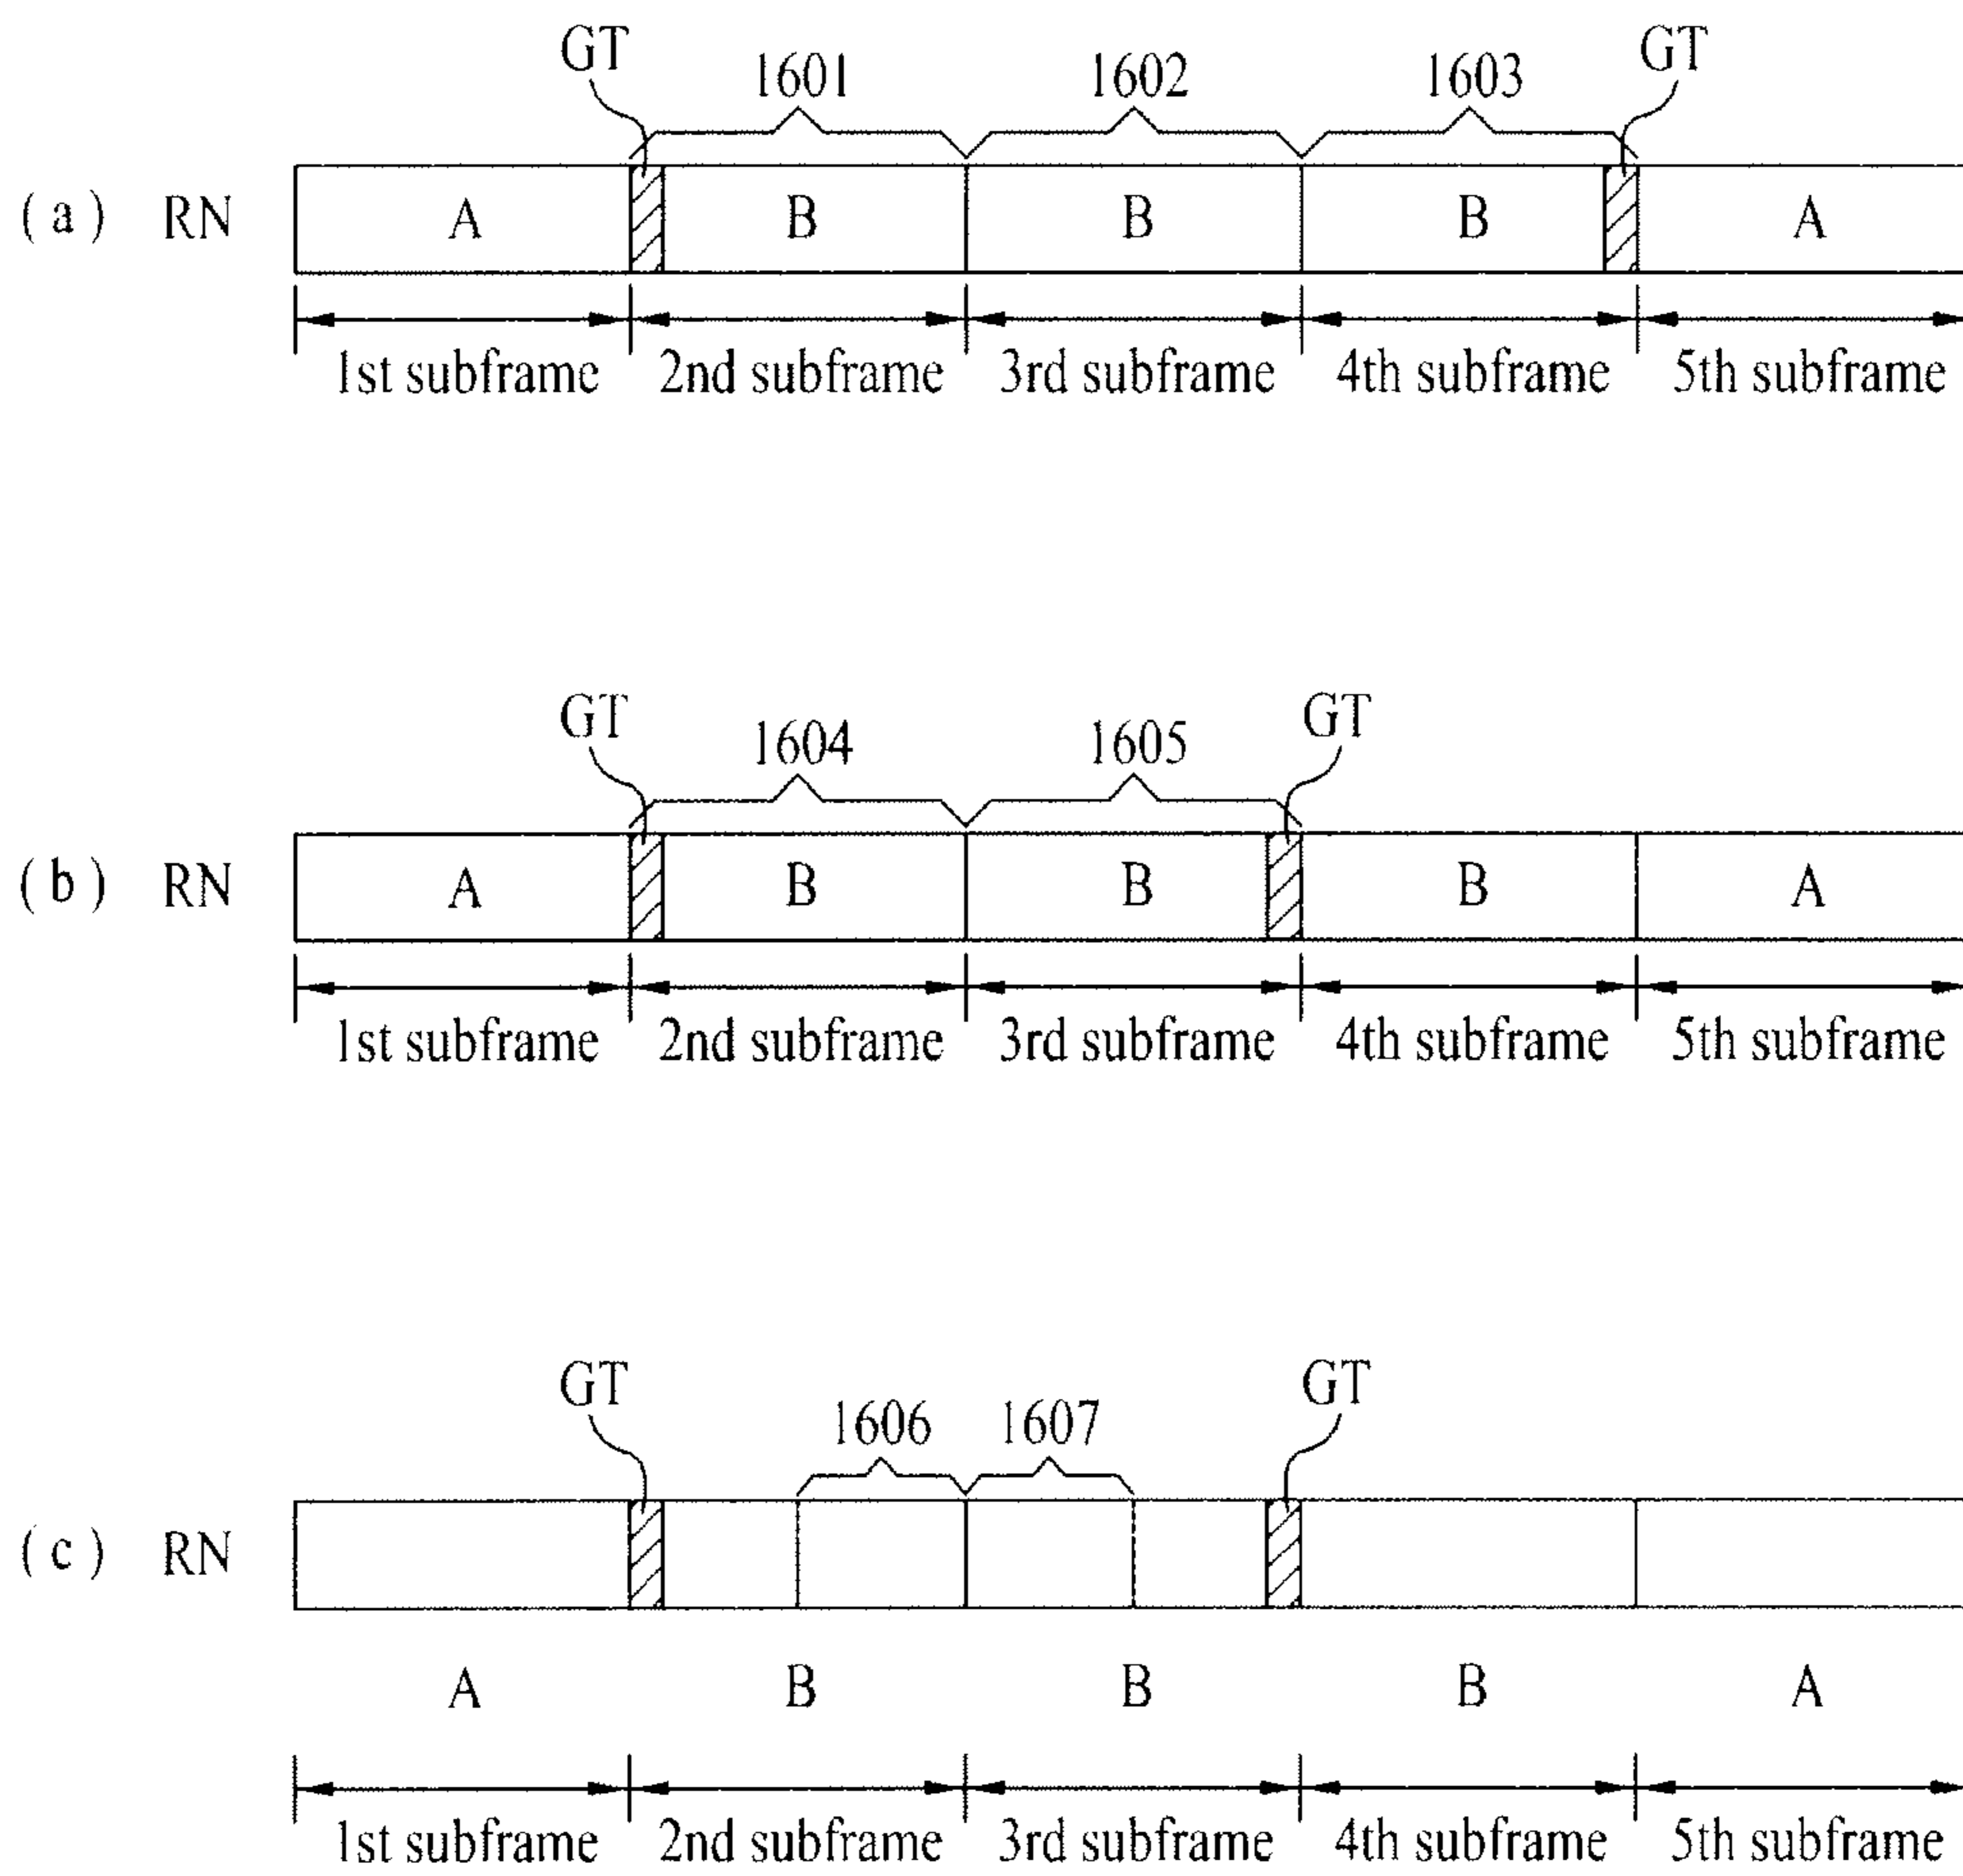 GT 1601 1602 1603 GT
(a) RN A B B B A
1st subframe 2nd subframe 3rd subframe 4th subframe 5th subframe
GT 1604 1605 GT
(b) RN A B B B A
1st subframe 2nd subframe 3rd subframe 4th subframe 5th subframe
GT 1606 1607 GT
(c) RN
A B B B A
1st subframe 2nd subframe 3rd subframe 4th subframe 5th subframe